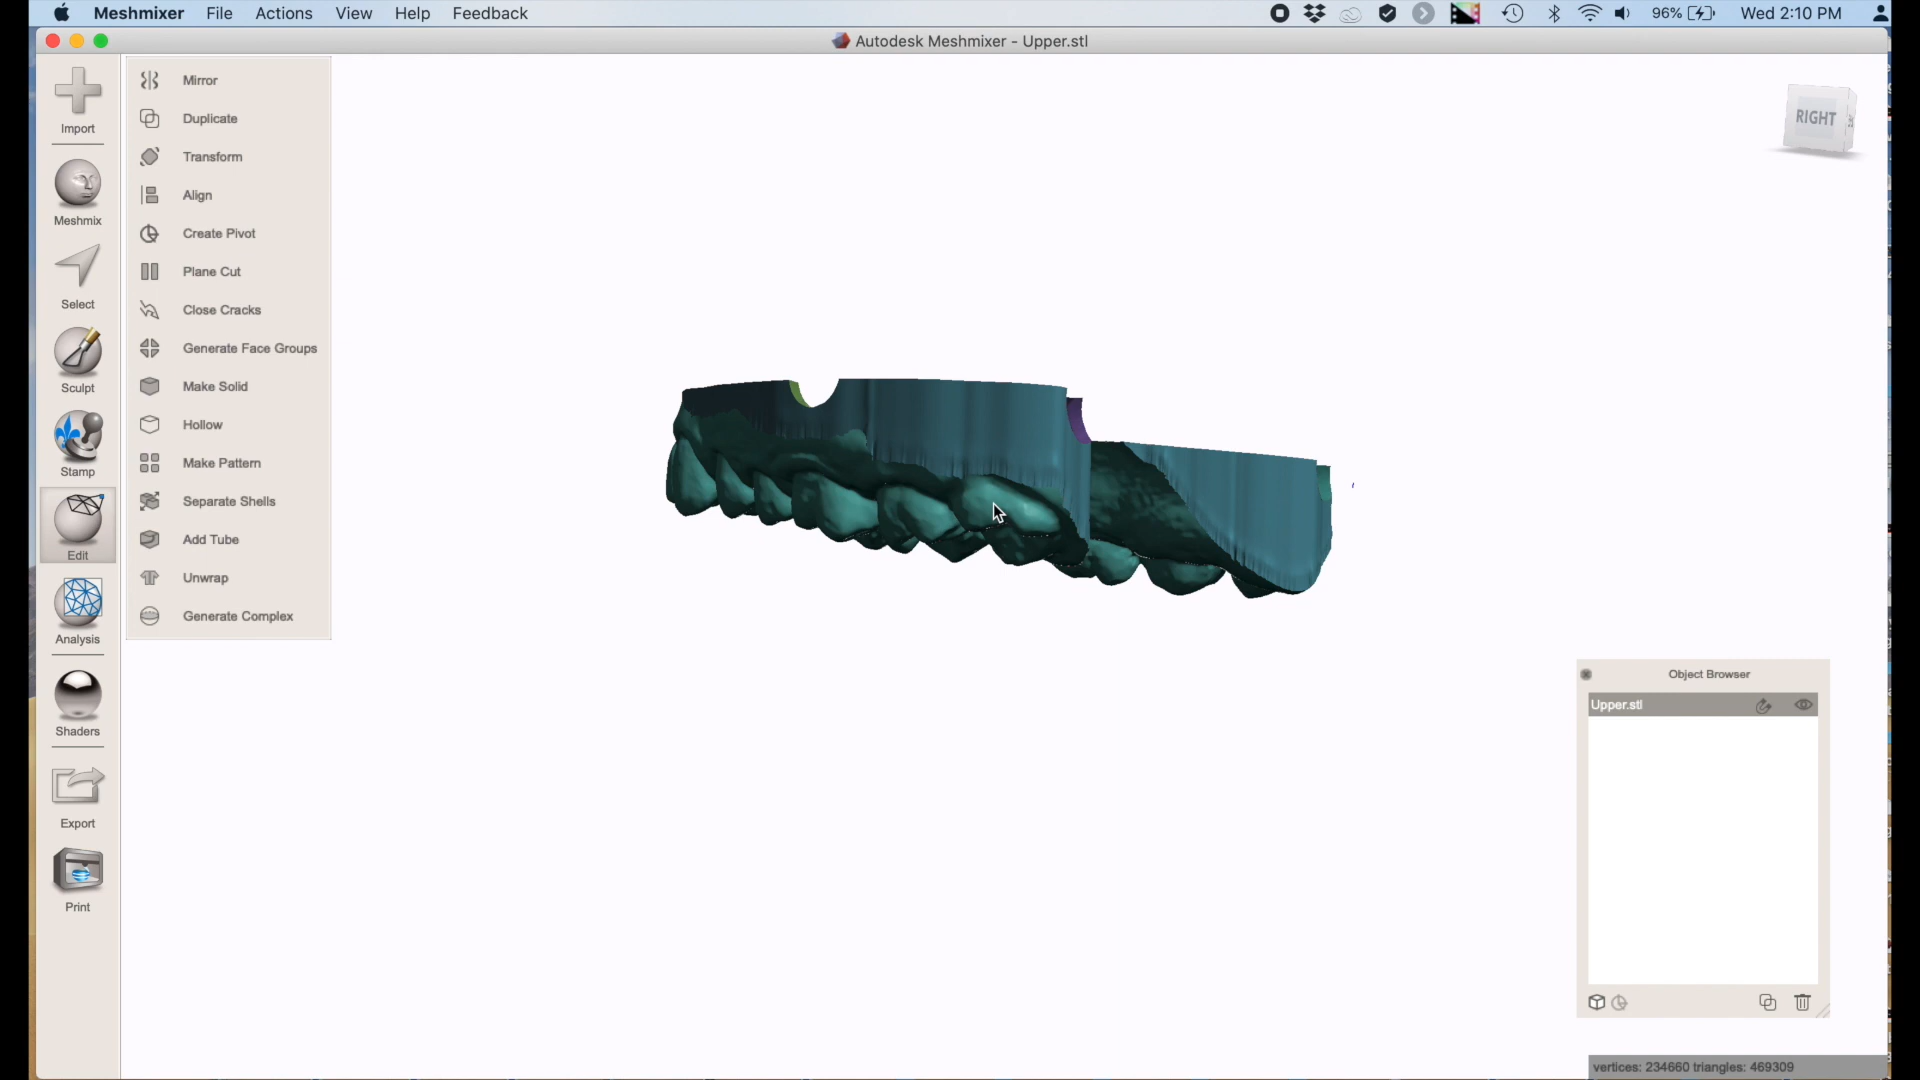 Meshmixer File Actions View Help Feedback 96% Wed 2:10 PM
Autodesk Meshmixer - Upper.stl
Import
Meshmix
Select
Sculpt
Stamp
Edit
Analysis
Shaders
Export
Print
Mirror
Duplicate
Transform
Align
Create Pivot
Plane Cut
Close Cracks
Generate Face Groups
Make Solid
Hollow
Make Pattern
Separate Shells
Add Tube
Unwrap
Generate Complex
RIGHT
Object Browser
Upper.stl
vertices: 234660 triangles: 469309